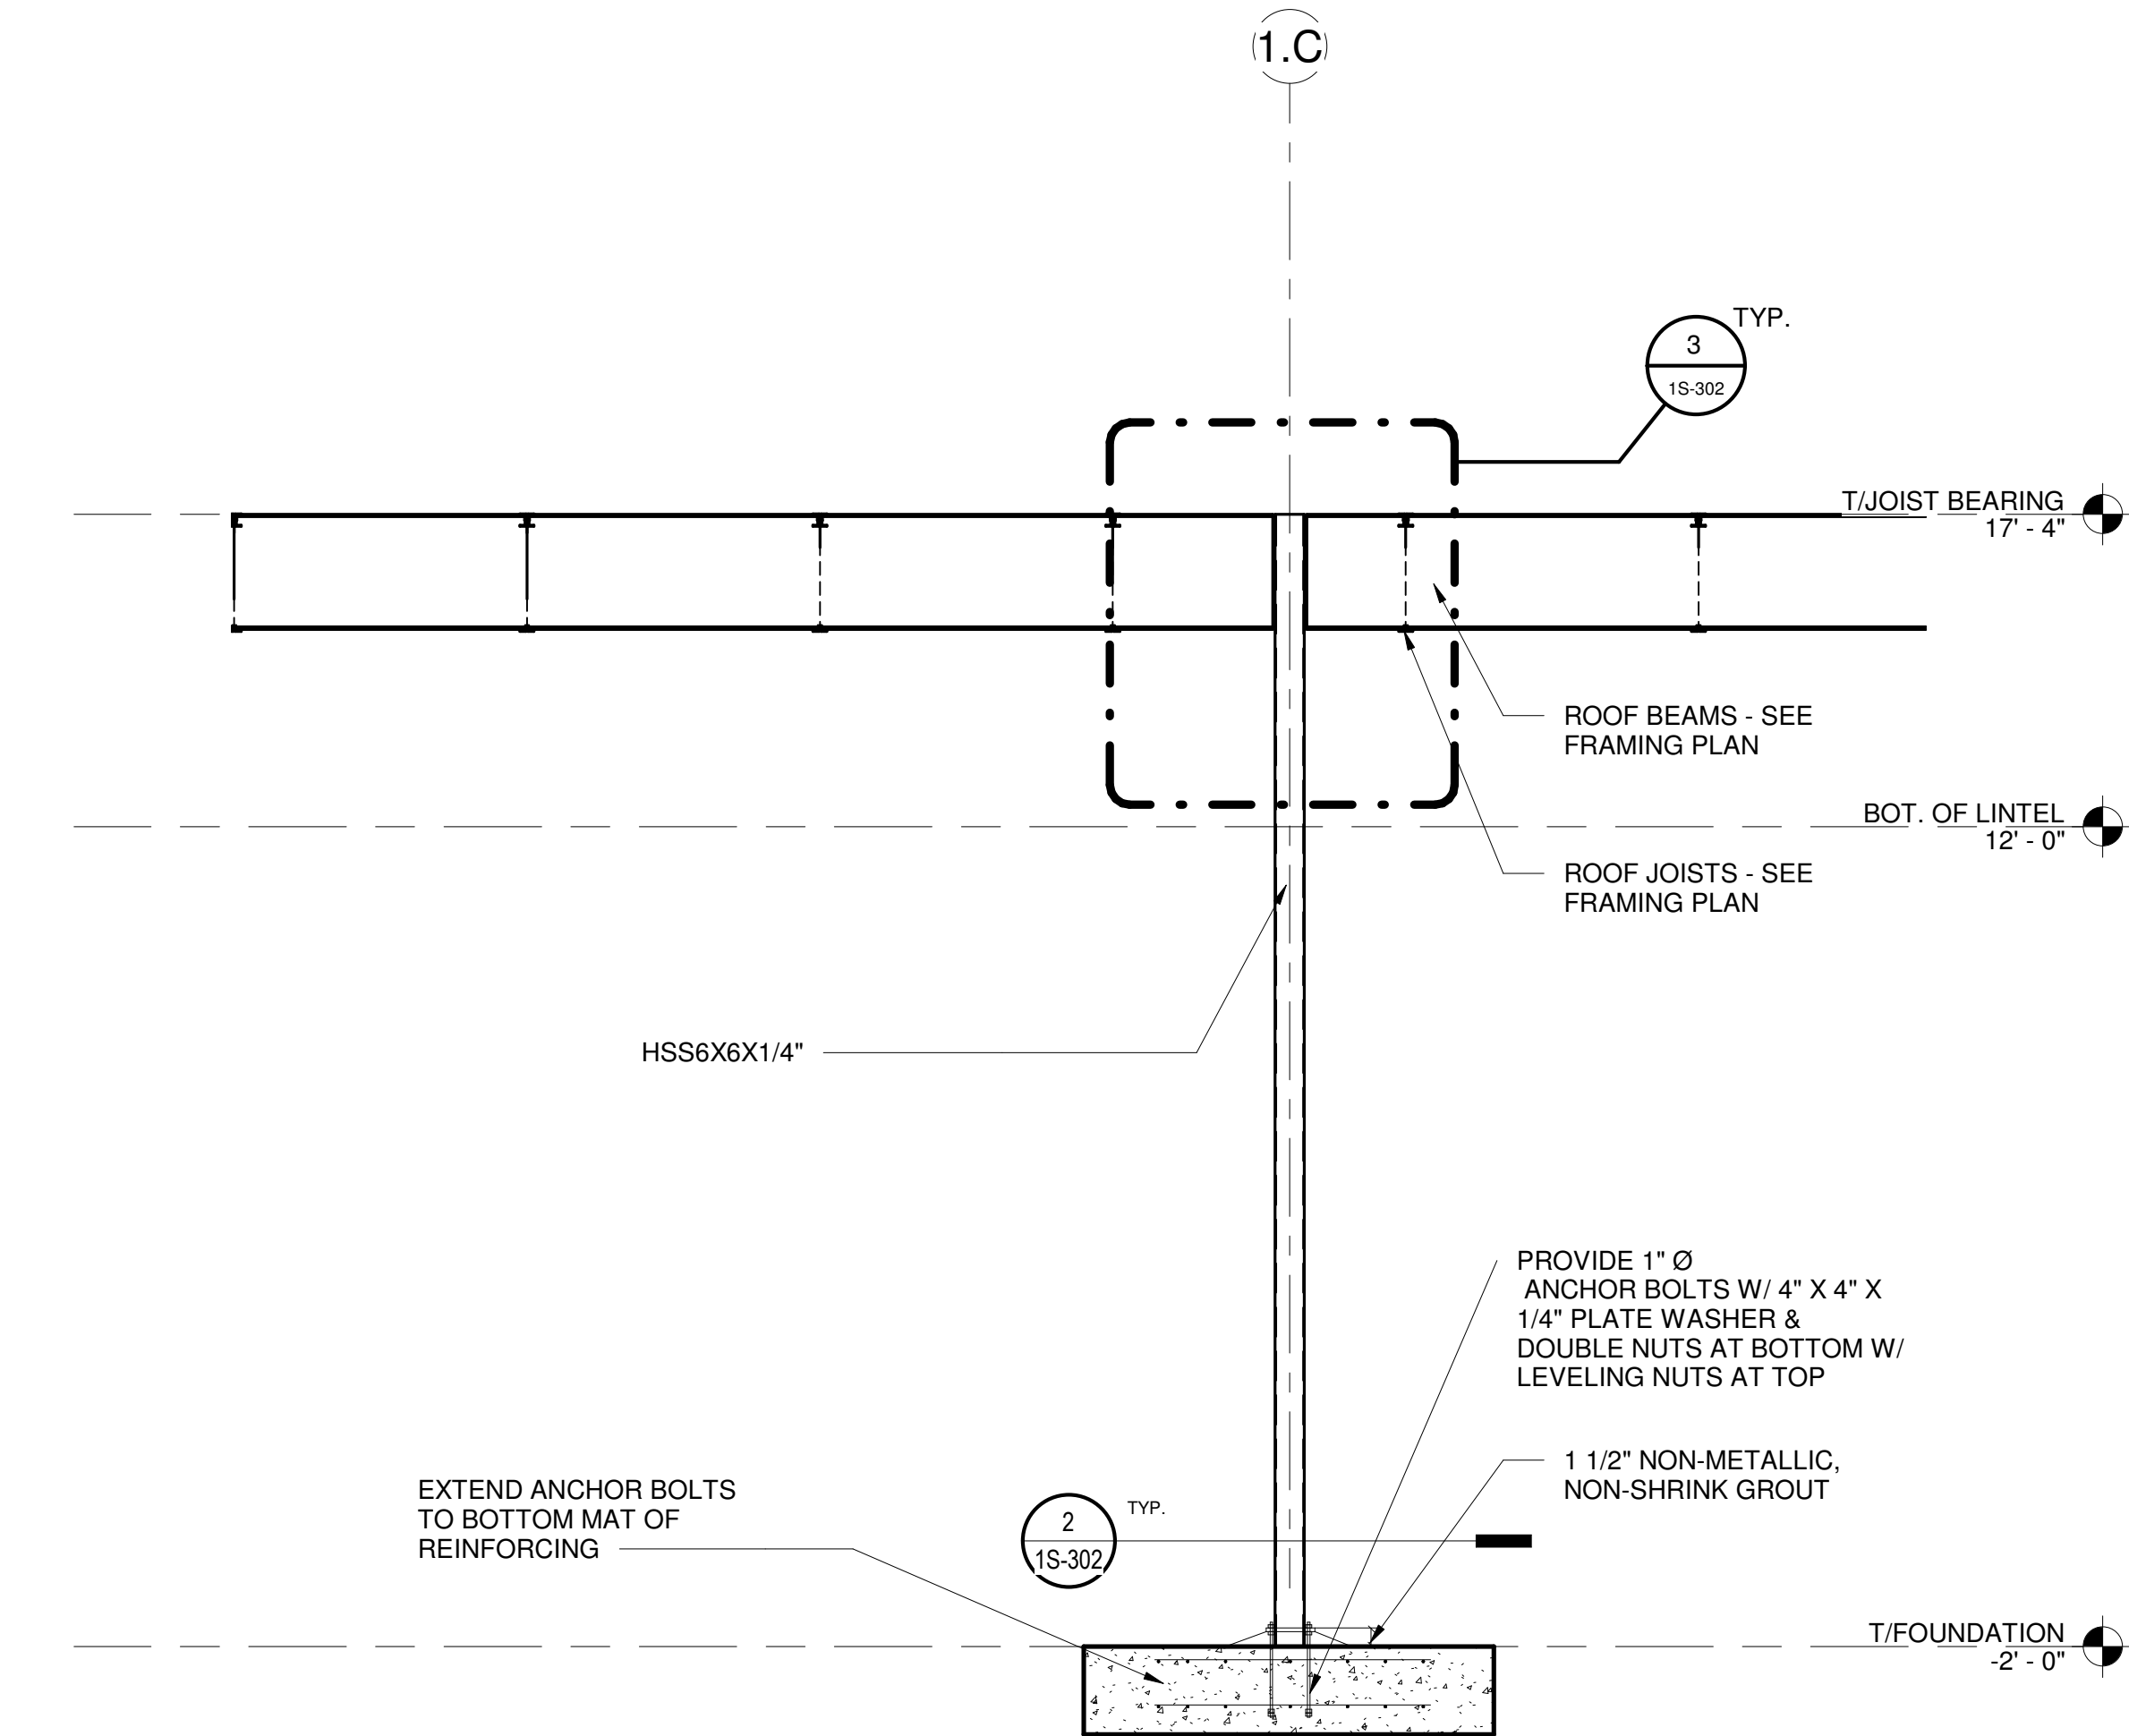 1.C
TYP.
3
1S-302
T/JOIST BEARING
17' - 4"
ROOF BEAMS - SEE
FRAMING PLAN
BOT. OF LINTEL
12' - 0"
ROOF JOISTS - SEE
FRAMING PLAN
HSS6X6X1/4"
PROVIDE 1" Ø
ANCHOR BOLTS W/ 4" X 4" X
1/4" PLATE WASHER &
DOUBLE NUTS AT BOTTOM W/
LEVELING NUTS AT TOP
1 1/2" NON-METALLIC,
NON-SHRINK GROUT
EXTEND ANCHOR BOLTS
TO BOTTOM MAT OF
REINFORCING
2
1S-302
TYP.
T/FOUNDATION
-2' - 0"